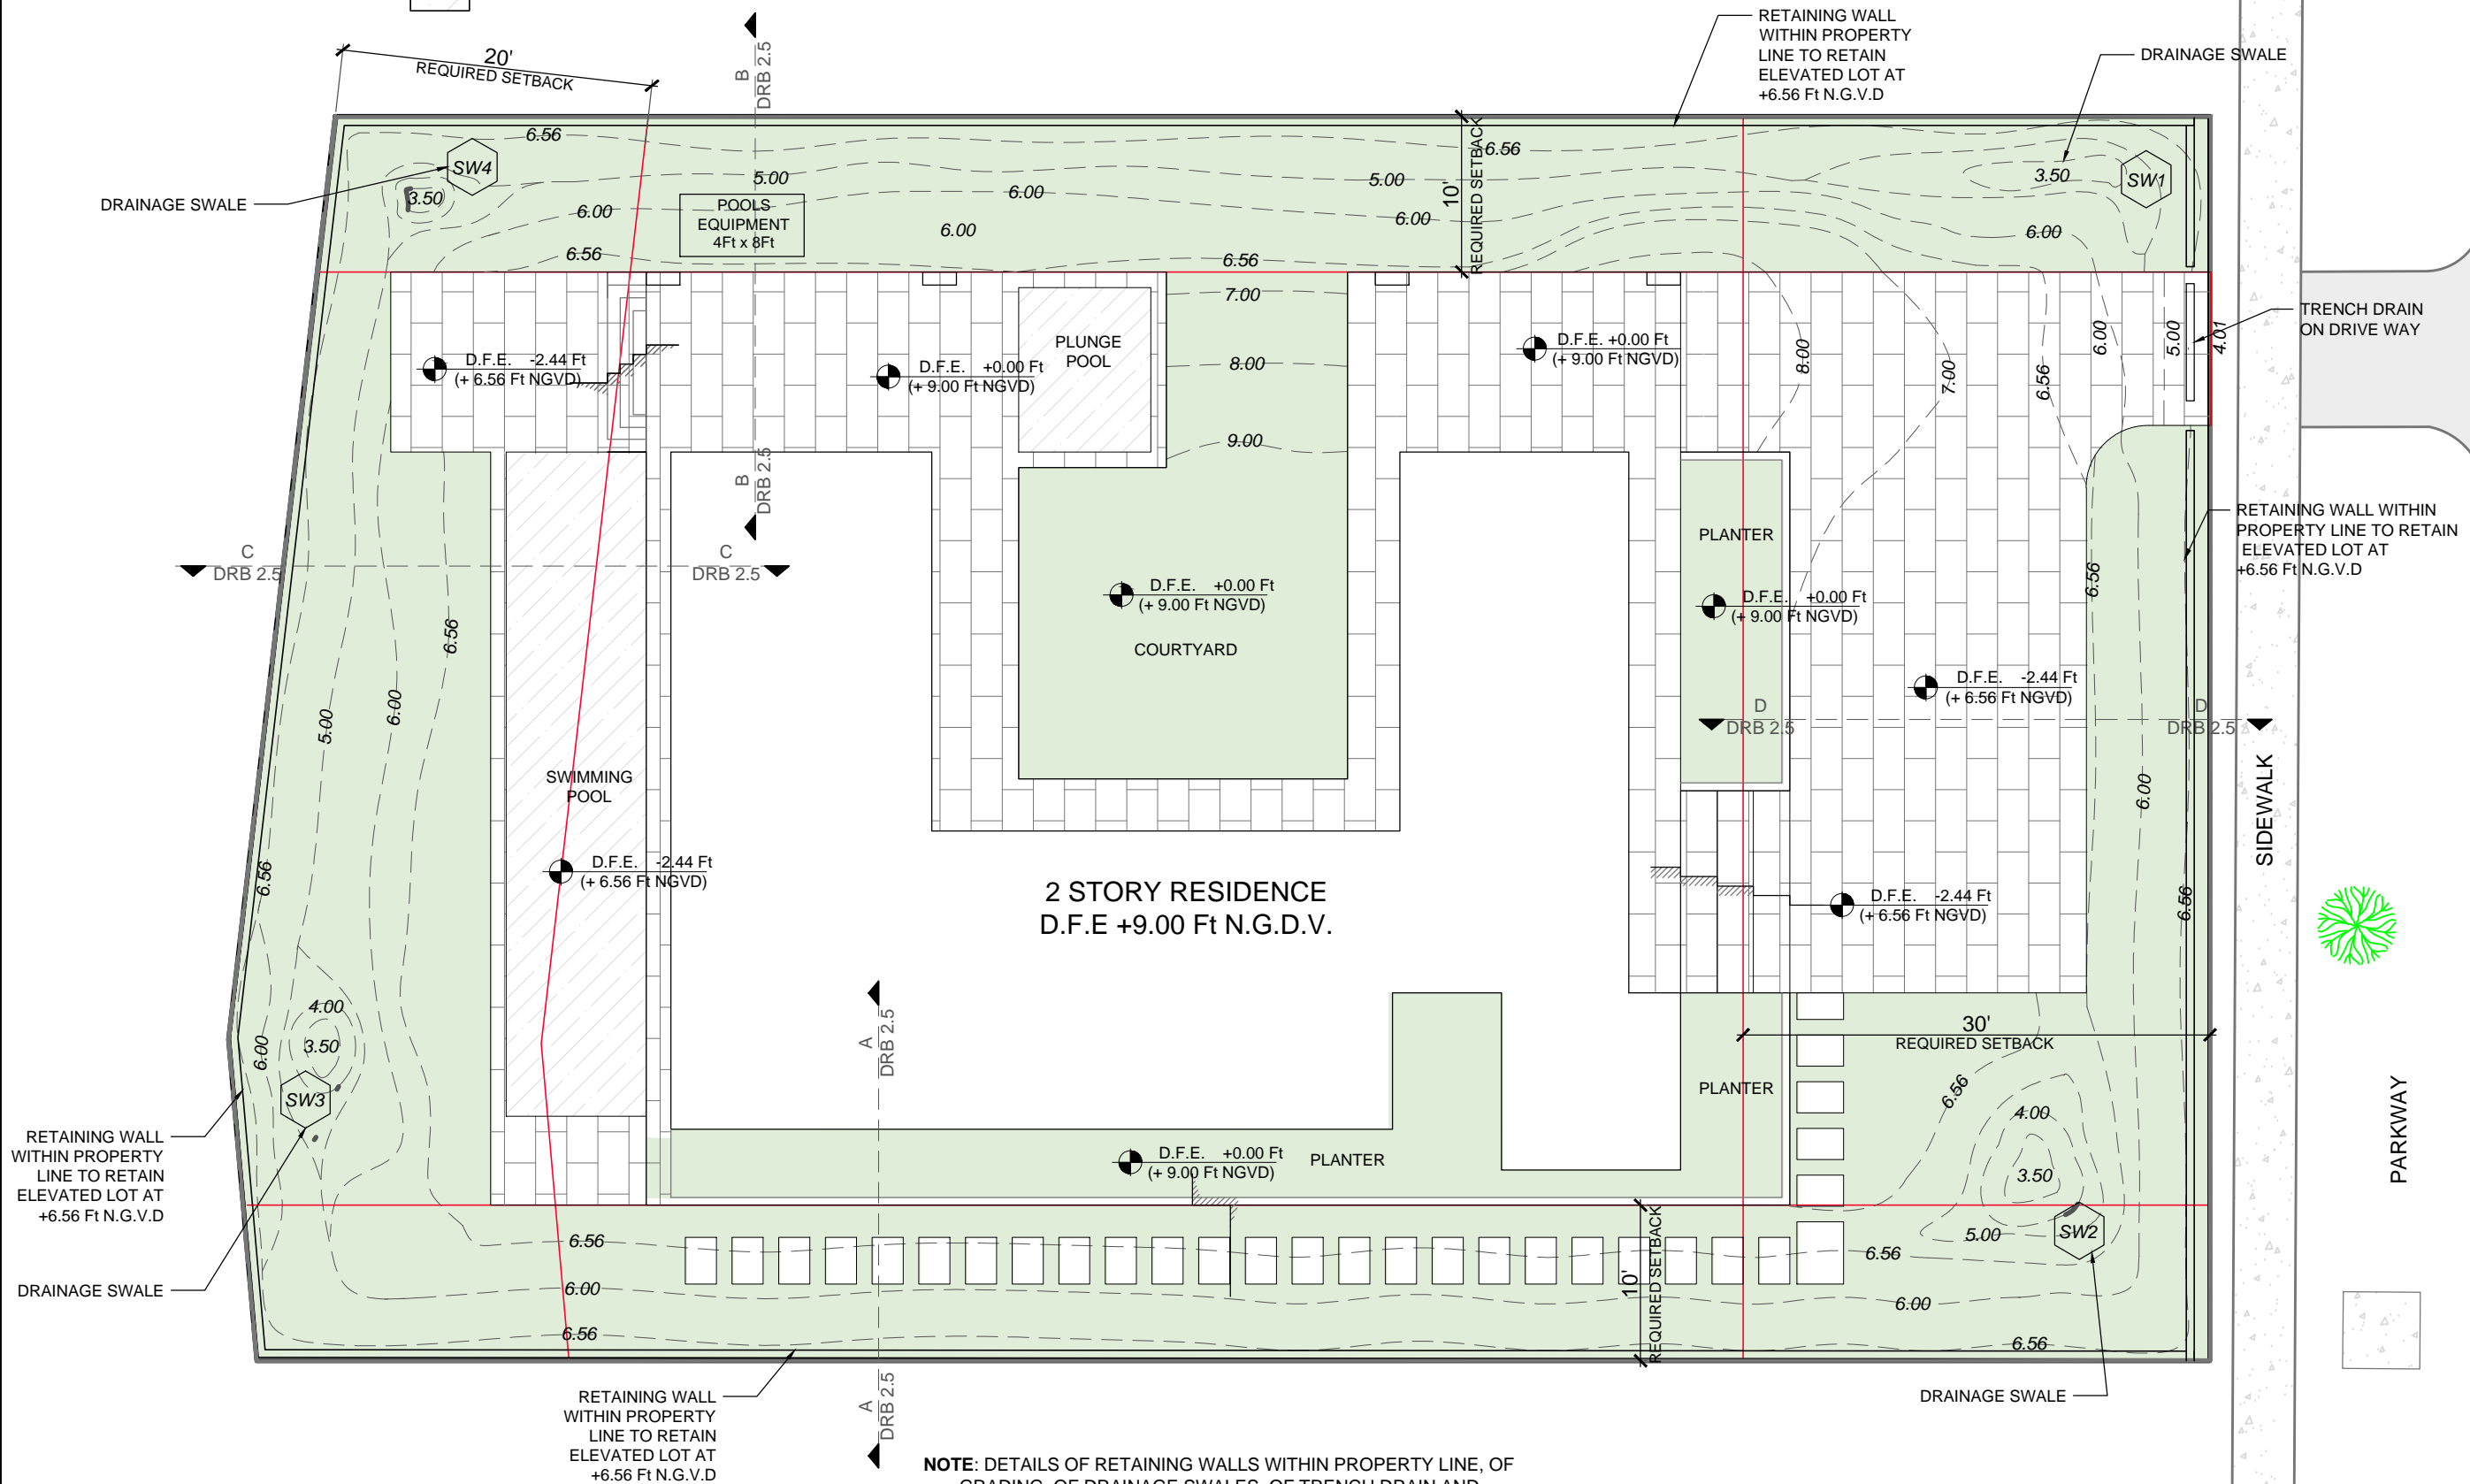 20'
REQUIRED SETBACK
B
DRB 2.5
RETAINING WALL
WITHIN PROPERTY
LINE TO RETAIN
ELEVATED LOT AT
+6.56 Ft N.G.V.D
DRAINAGE SWALE
6.56
SW4
3.50
DRAINAGE SWALE
5.00
6.00
POOLS
EQUIPMENT
4Ft x 8Ft
6.00
6.00
6.56
5.00
6.00
6.56
6.56
10'
REQUIRED SETBACK
3.50
SW1
6.00
7.00
8.00
9.00
PLUNGE
POOL
D.F.E. -2.44 Ft
(+ 6.56 Ft NGVD)
D.F.E. +0.00 Ft
(+ 9.00 Ft NGVD)
D.F.E. +0.00 Ft
(+ 9.00 Ft NGVD)
8.00
7.00
6.56
6.00
5.00
4.01
TRENCH DRAIN
ON DRIVE WAY
B
DRB 2.5
C
DRB 2.5
C
DRB 2.5
RETAINING WALL WITHIN
PROPERTY LINE TO RETAIN
ELEVATED LOT AT
+6.56 Ft N.G.V.D
PLANTER
D.F.E. +0.00 Ft
(+ 9.00 Ft NGVD)
COURTYARD
D.F.E. +0.00 Ft
(+ 9.00 Ft NGVD)
6.56
6.56
6.00
5.00
D.F.E. -2.44 Ft
(+ 6.56 Ft NGVD)
D
DRB 2.5
D
DRB 2.5
SWIMMING
POOL
6.00
SIDEWALK
6.56
D.F.E. -2.44 Ft
(+ 6.56 Ft NGVD)
2 STORY RESIDENCE
D.F.E +9.00 Ft N.G.D.V.
D.F.E. -2.44 Ft
(+ 6.56 Ft NGVD)
6.56
4.00
3.50
6.00
SW3
A
DRB 2.5
30'
REQUIRED SETBACK
PLANTER
6.56
4.00
3.50
PARKWAY
RETAINING WALL
WITHIN PROPERTY
LINE TO RETAIN
ELEVATED LOT AT
+6.56 Ft N.G.V.D
D.F.E. +0.00 Ft
(+ 9.00 Ft NGVD)
PLANTER
SW2
5.00
6.56
6.56
DRAINAGE SWALE
6.00
10'
REQUIRED SETBACK
6.00
6.56
6.56
RETAINING WALL
WITHIN PROPERTY
LINE TO RETAIN
ELEVATED LOT AT
+6.56 Ft N.G.V.D
A
DRB 2.5
DRAINAGE SWALE
NOTE: DETAILS OF RETAINING WALLS WITHIN PROPERTY LINE, OF
GRADING, OF DRAINAGE SWALES, OF TRENCH DRAIN AND